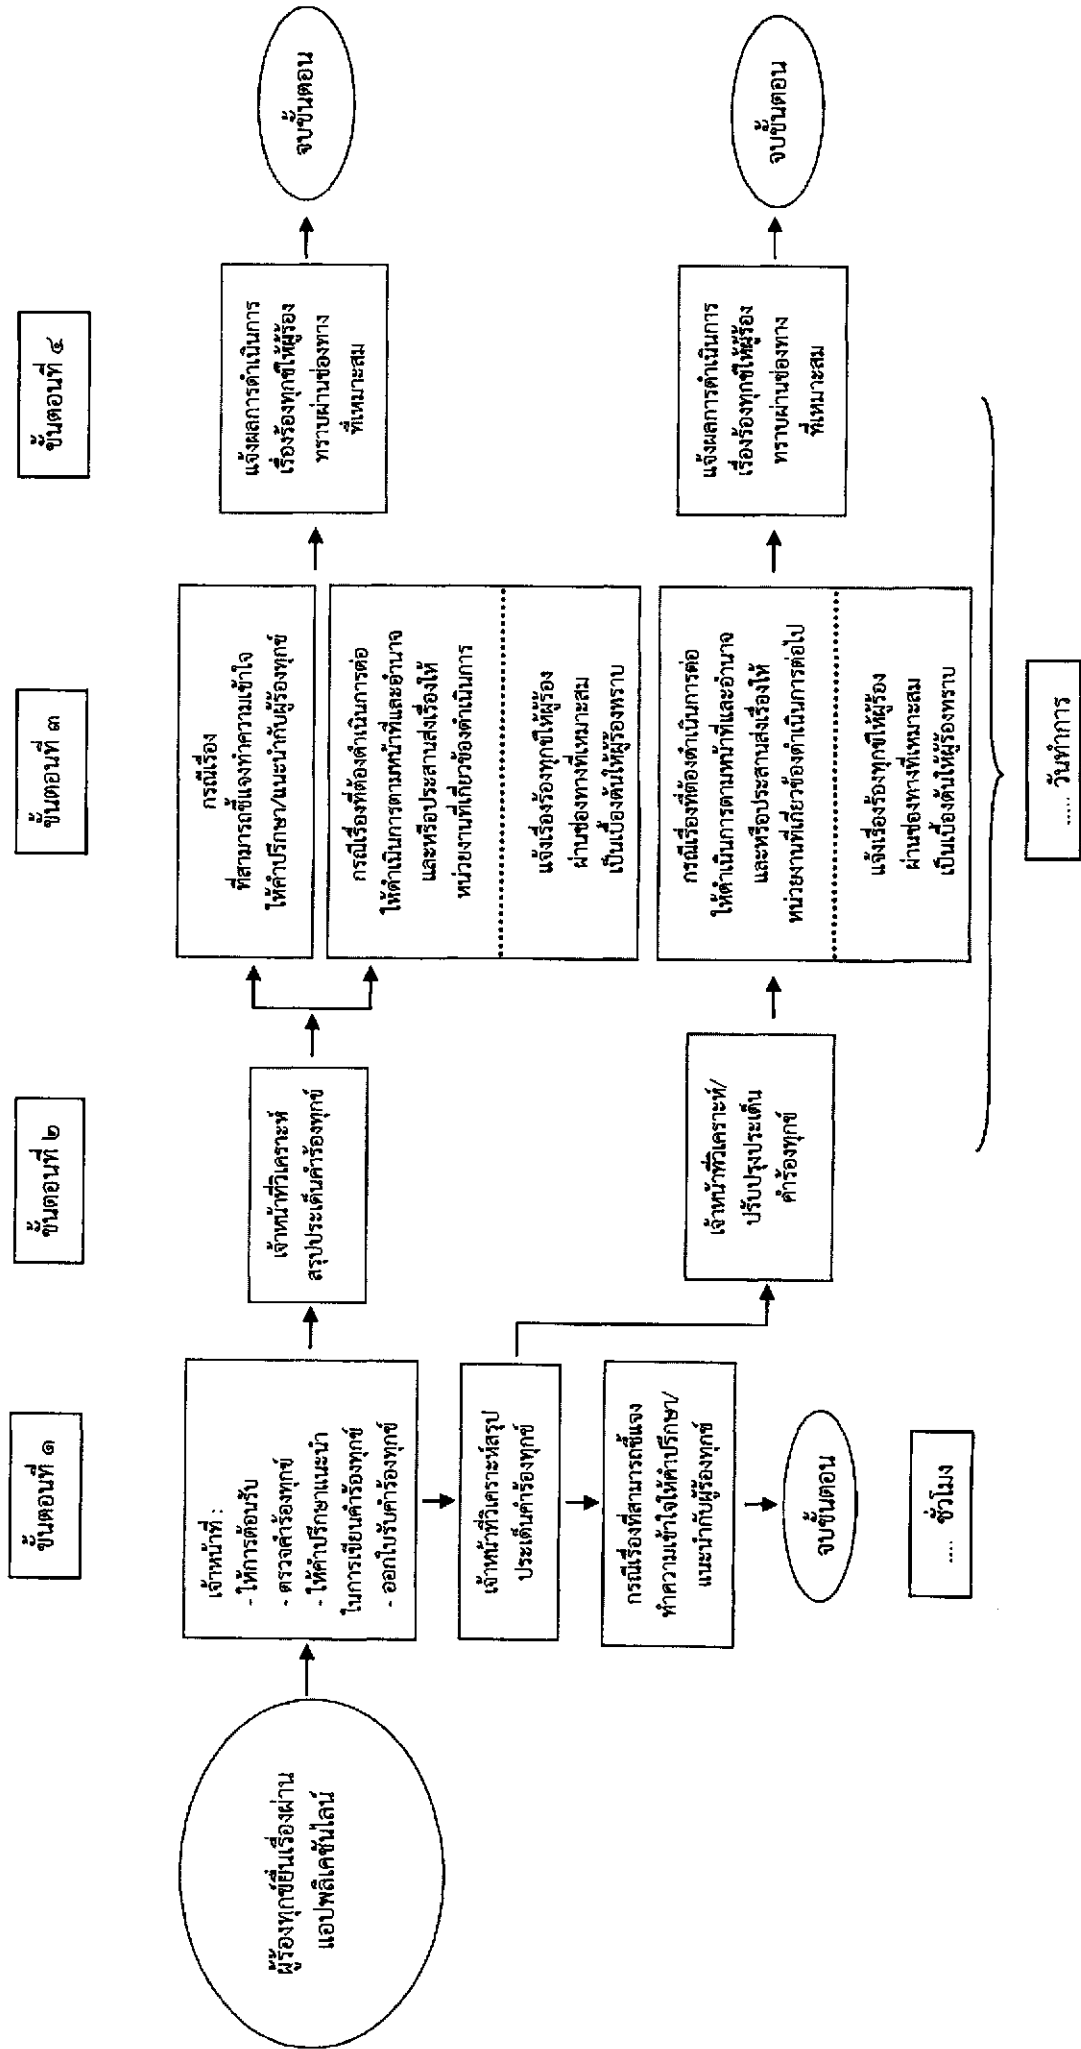 ขั้นตอนที่ ๑
ขั้นตอนที่ ๒
ขั้นตอนที่ ๓
ขั้นตอนที่ ๔
ผู้ร้องทุกข์ยื่นเรื่องผ่าน
แอปพลิเคชันไลน์
เจ้าหน้าที่ :
- ให้การต้อนรับ
- ตรวจคำร้องทุกข์
- ให้คำปรึกษาแนะนำ
ในการเขียนคำร้องทุกข์
- ออกใบรับคำร้องทุกข์
เจ้าหน้าที่วิเคราะห์
สรุปประเด็นคำร้องทุกข์
กรณีเรื่อง
ที่สามารถชี้แจงทำความเข้าใจ
ให้คำปรึกษา/แนะนำกับผู้ร้องทุกข์
กรณีเรื่องที่ต้องดำเนินการต่อ
ให้ดำเนินการตามหน้าที่และอำนาจ
และหรือประสานส่งเรื่องให้
หน่วยงานที่เกี่ยวข้องดำเนินการ
แจ้งเรื่องร้องทุกข์ให้ผู้ร้อง
ผ่านช่องทางที่เหมาะสม
เป็นเบื้องต้นให้ผู้ร้องทราบ
แจ้งผลการดำเนินการ
เรื่องร้องทุกข์ให้ผู้ร้อง
ทราบผ่านช่องทาง
ที่เหมาะสม
จบขั้นตอน
เจ้าหน้าที่วิเคราะห์สรุป
ประเด็นคำร้องทุกข์
กรณีเรื่องที่สามารถชี้แจง
ทำความเข้าใจให้คำปรึกษา/
แนะนำกับผู้ร้องทุกข์
จบขั้นตอน
เจ้าหน้าที่วิเคราะห์/
ปรับปรุงประเด็น
คำร้องทุกข์
กรณีเรื่องที่ต้องดำเนินการต่อ
ให้ดำเนินการตามหน้าที่และอำนาจ
และหรือประสานส่งเรื่องให้
หน่วยงานที่เกี่ยวข้องดำเนินการต่อไป
แจ้งเรื่องร้องทุกข์ให้ผู้ร้อง
ผ่านช่องทางที่เหมาะสม
เป็นเบื้องต้นให้ผู้ร้องทราบ
แจ้งผลการดำเนินการ
เรื่องร้องทุกข์ให้ผู้ร้อง
ทราบผ่านช่องทาง
ที่เหมาะสม
จบขั้นตอน
.... ชั่วโมง
..... วันทำการ